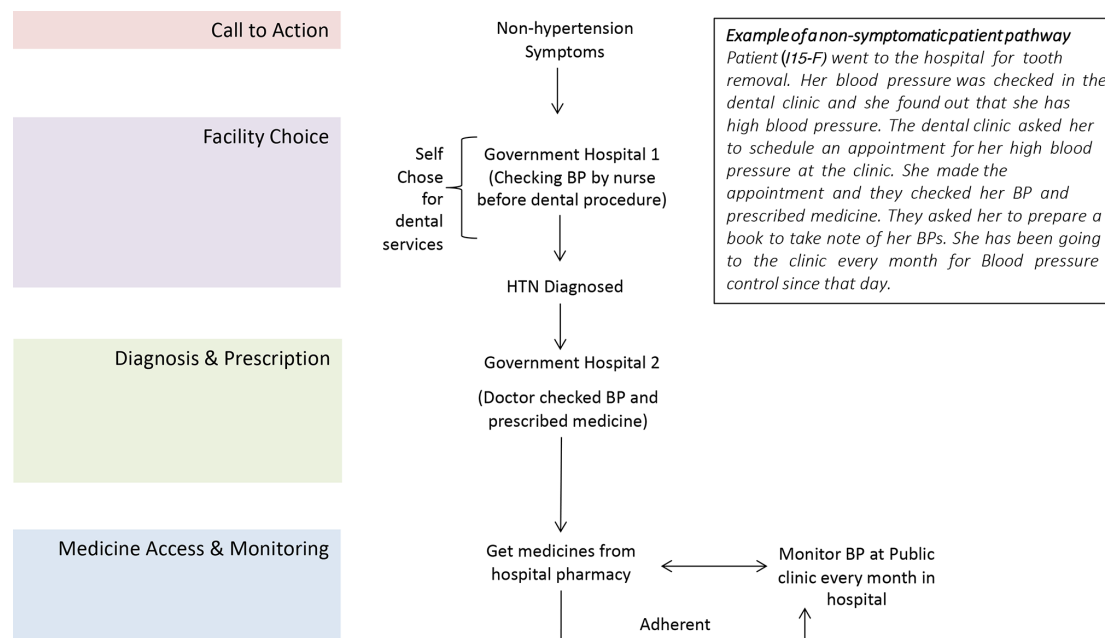 Call to Action
Non-hypertension
Symptoms
Example of a non-symptomatic patient pathway
Patient (I15-F) went to the hospital for tooth
removal. Her blood pressure was checked in the
dental clinic and she found out that she has
high blood pressure. The dental clinic asked her
to schedule an appointment for her high blood
pressure at the clinic. She made the
appointment and they checked her BP and
prescribed medicine. They asked her to prepare a
book to take note of her BPs. She has been going
to the clinic every month for Blood pressure
control since that day.
Facility Choice
Self
Chose
for
dental
services
Government Hospital 1
(Checking BP by nurse
before dental procedure)
HTN Diagnosed
Diagnosis & Prescription
Government Hospital 2
(Doctor checked BP and
prescribed medicine)
Medicine Access & Monitoring
Get medicines from
hospital pharmacy
Monitor BP at Public
clinic every month in
hospital
Adherent